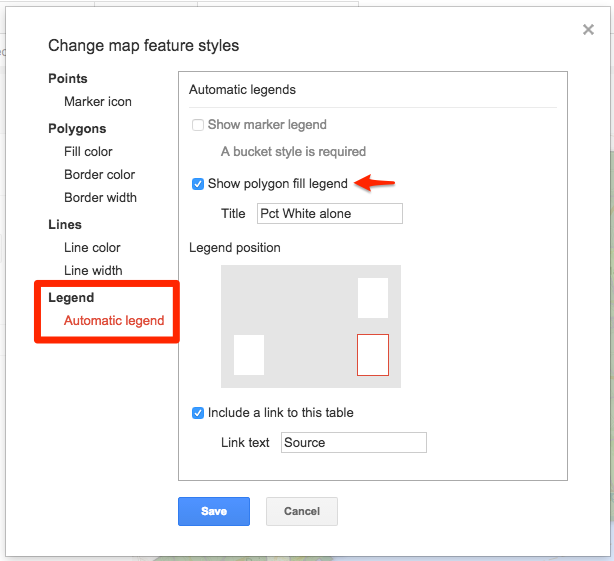 Change map feature styles
Points
Marker icon
Polygons
Fill color
Border color
Border width
Lines
Line color
Line width
Legend
Automatic legend
Automatic legends
Show marker legend
A bucket style is required
Show polygon fill legend
Title Pct White alone
Legend position
Include a link to this table
Link text Source
Save Cancel